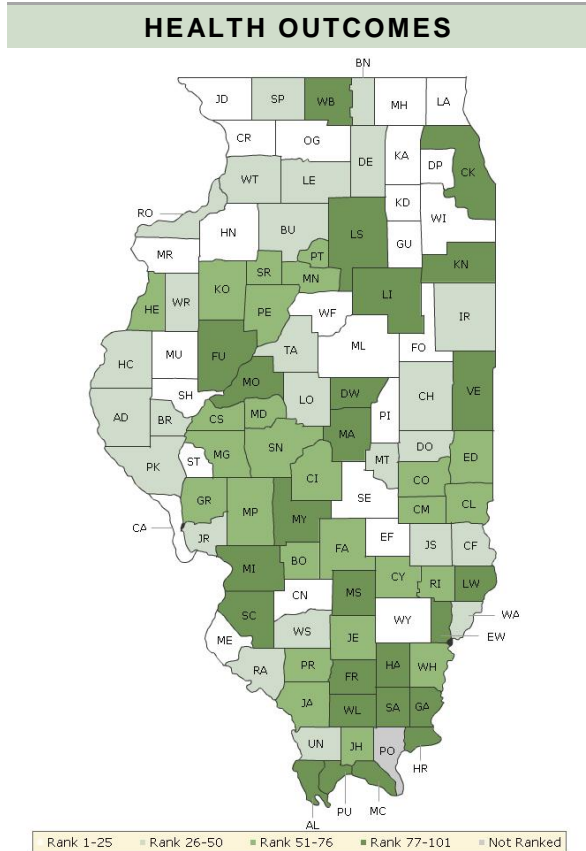 HEALTH OUTCOMES
BN
JD SP WB MH LA
CR OG DE KA DP CK
WT LE
KD
RO WI
HN BU LS GU
MR PT KN
SR MN LI
HE WR KO PE WF IR
ML FO
HC MU FU TA
MO DW CH VE
SH LO PI
AD BR CS MD MA
DO
PK ST MG SN MT ED
CI CO
GR MP SE CM CL
CA MY
JR EF JS CF
FA
MI BO CY RI LW
CN MS
SC WY WA
ME WS JE EW
RA PR HA WH
FR
JA WL SA GA
UN JH PO
HR
AL PU MC
Rank 1-25 Rank 26-50 Rank 51-76 Rank 77-101 Not Ranked